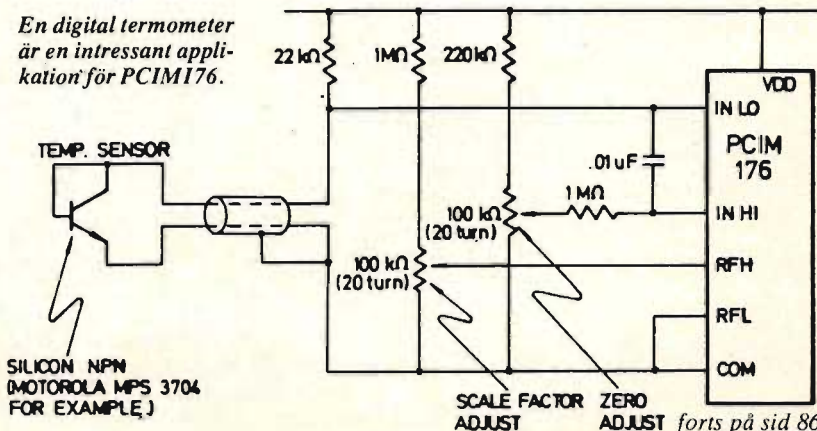 En digital termometer
är en intressant appli-
kation för PCIM176.
22 kΩ
1MΩ
220kΩ
VDD
IN LO
PCIM
176
.01 uF
TEMP. SENSOR
1 MΩ
IN HI
100 kΩ
(20 turn)
RFH
100 kΩ
(20 turn)
RFL
COM
SILICON NPN
(MOTOROLA MPS 3704
FOR EXAMPLE.)
SCALE FACTOR
ADJUST
ZERO
ADJUST
forts på sid 86